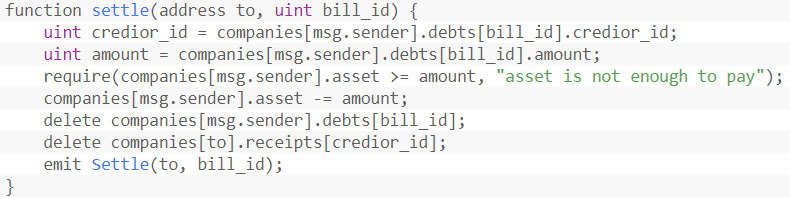 function settle(address to, uint bill_id) {
    uint credior_id = companies[msg.sender].debts[bill_id].credior_id;
    uint amount = companies[msg.sender].debts[bill_id].amount;
    require(companies[msg.sender].asset >= amount, "asset is not enough to pay");
    companies[msg.sender].asset -= amount;
    delete companies[msg.sender].debts[bill_id];
    delete companies[to].receipts[credior_id];
    emit Settle(to, bill_id);
}